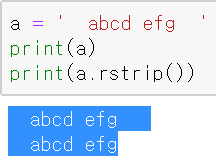 a = '  abcd efg  '
print(a)
print(a.rstrip())
  abcd efg  
  abcd efg